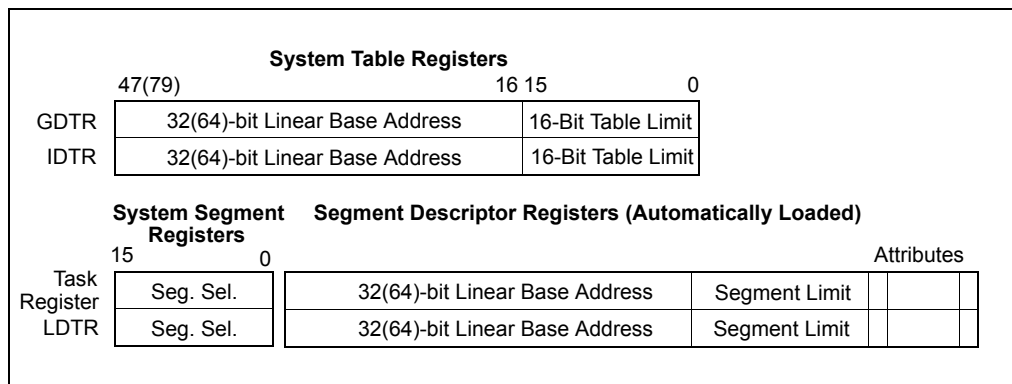 System Table Registers
47(79) 16 15 0
GDTR 32(64)-bit Linear Base Address 16-Bit Table Limit
IDTR 32(64)-bit Linear Base Address 16-Bit Table Limit
System Segment Registers Segment Descriptor Registers (Automatically Loaded)
15 0 Attributes
Task Register Seg. Sel. 32(64)-bit Linear Base Address Segment Limit
LDTR Seg. Sel. 32(64)-bit Linear Base Address Segment Limit